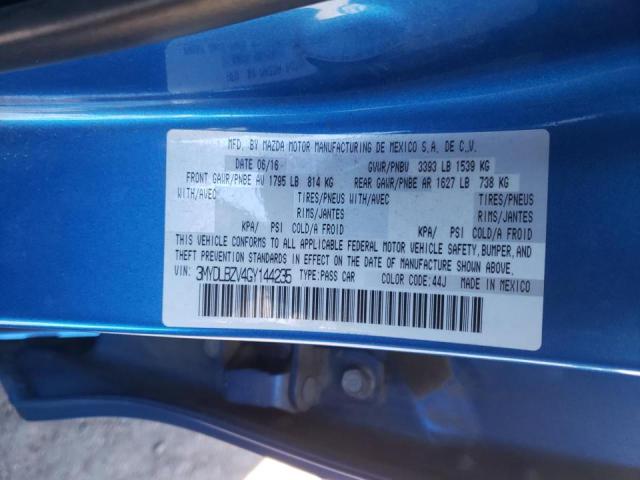 MFD. BY MAZDA MOTOR MANUFACTURING DE MEXICO S.A. DE C.V.
DATE 06/16 GVWR/PNBV 3393 LB 1539 KG
FRONT GAWR/PNBE AV 1795 LB 814 KG REAR GAWR/PNBE AR 1627 LB 738 KG
WITH/AVEC TIRES/PNEUS WITH/AVEC TIRES/PNEUS
RIMS/JANTES RIMS/JANTES
KPA/ PSI COLD/A FROID KPA/ PSI COLD/A FROID
THIS VEHICLE CONFORMS TO ALL APPLICABLE FEDERAL MOTOR VEHICLE SAFETY, BUMPER, AND
THEFT PREVENTION STANDARDS IN EFFECT ON THE DATE OF MANUFACTURE SHOWN ABOVE.
VIN: 3MYDLBZV4GY144235 TYPE:PASS CAR COLOR CODE:44J MADE IN MEXICO